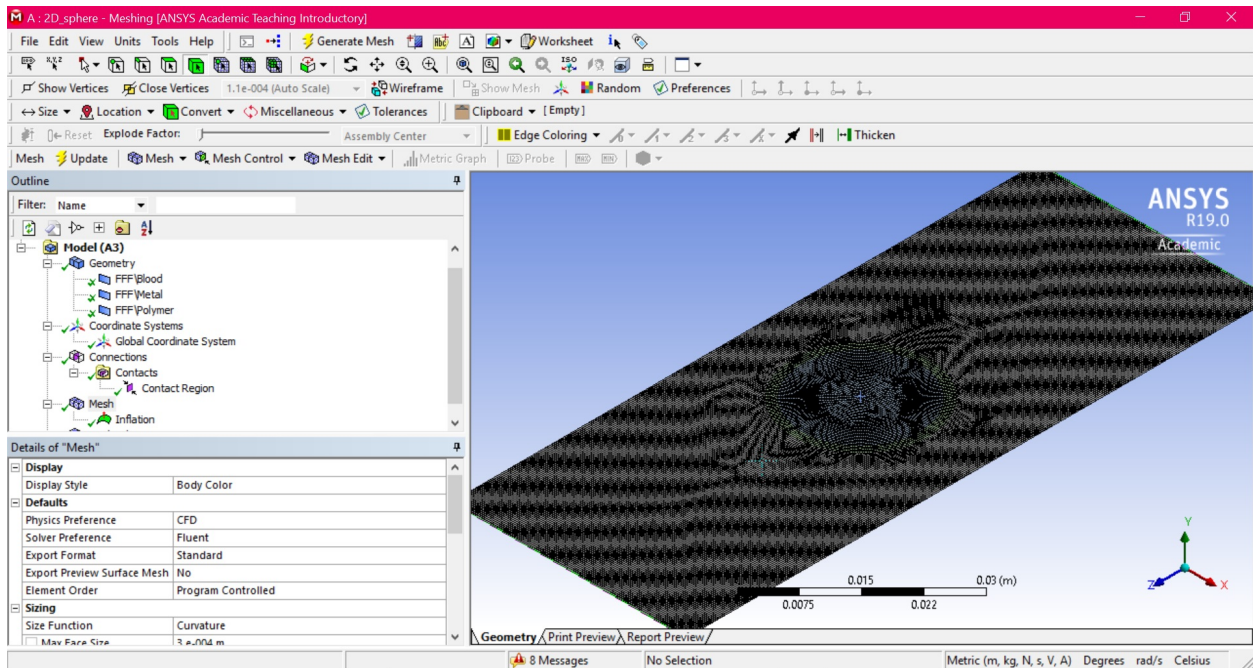 A : 2D_sphere - Meshing [ANSYS Academic Teaching Introductory]
File Edit View Units Tools Help Generate Mesh Worksheet
Show Vertices Close Vertices 1.1e-004 (Auto Scale) Wireframe Show Mesh Random Preferences
Size Location Convert Miscellaneous Tolerances Clipboard [Empty]
Reset Explode Factor: Assembly Center Edge Coloring Thicken
Mesh Update Mesh Mesh Control Mesh Edit Metric Graph Probe MAX MIN
Outline
Filter: Name
Model (A3)
Geometry
FFF\Blood
FFF\Metal
FFF\Polymer
Coordinate Systems
Global Coordinate System
Connections
Contacts
Contact Region
Mesh
Inflation
Details of "Mesh"
Display
Display Style Body Color
Defaults
Physics Preference CFD
Solver Preference Fluent
Export Format Standard
Export Preview Surface Mesh No
Element Order Program Controlled
Sizing
Size Function Curvature
Max Face Size 3.e-004 m
ANSYS
R19.0
Academic
0.015 0.03 (m)
0.0075 0.022
Y
Z X
Geometry Print Preview Report Preview
8 Messages No Selection Metric (m, kg, N, s, V, A) Degrees rad/s Celsius